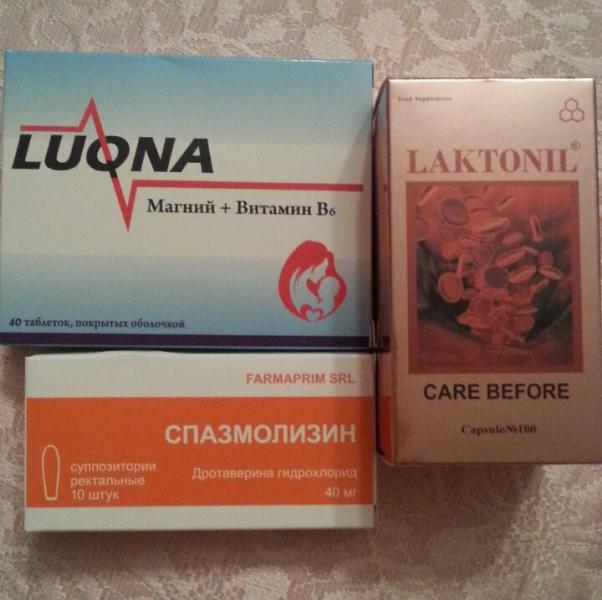 LUONA
Магний + Витамин B6
40 таблеток, покрытых оболочкой
Food Supplements
LAKTONIL®
CARE BEFORE
Capsule№100
FARMAPRIM SRL
СПАЗМОЛИЗИН
суппозитории
ректальные
10 штук
Дротаверина гидрохлорид
40 мг